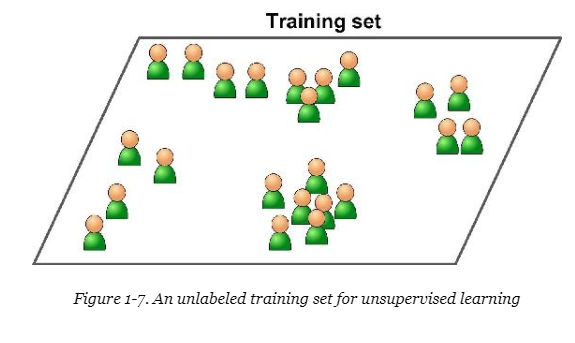 Training set
Figure 1-7. An unlabeled training set for unsupervised learning